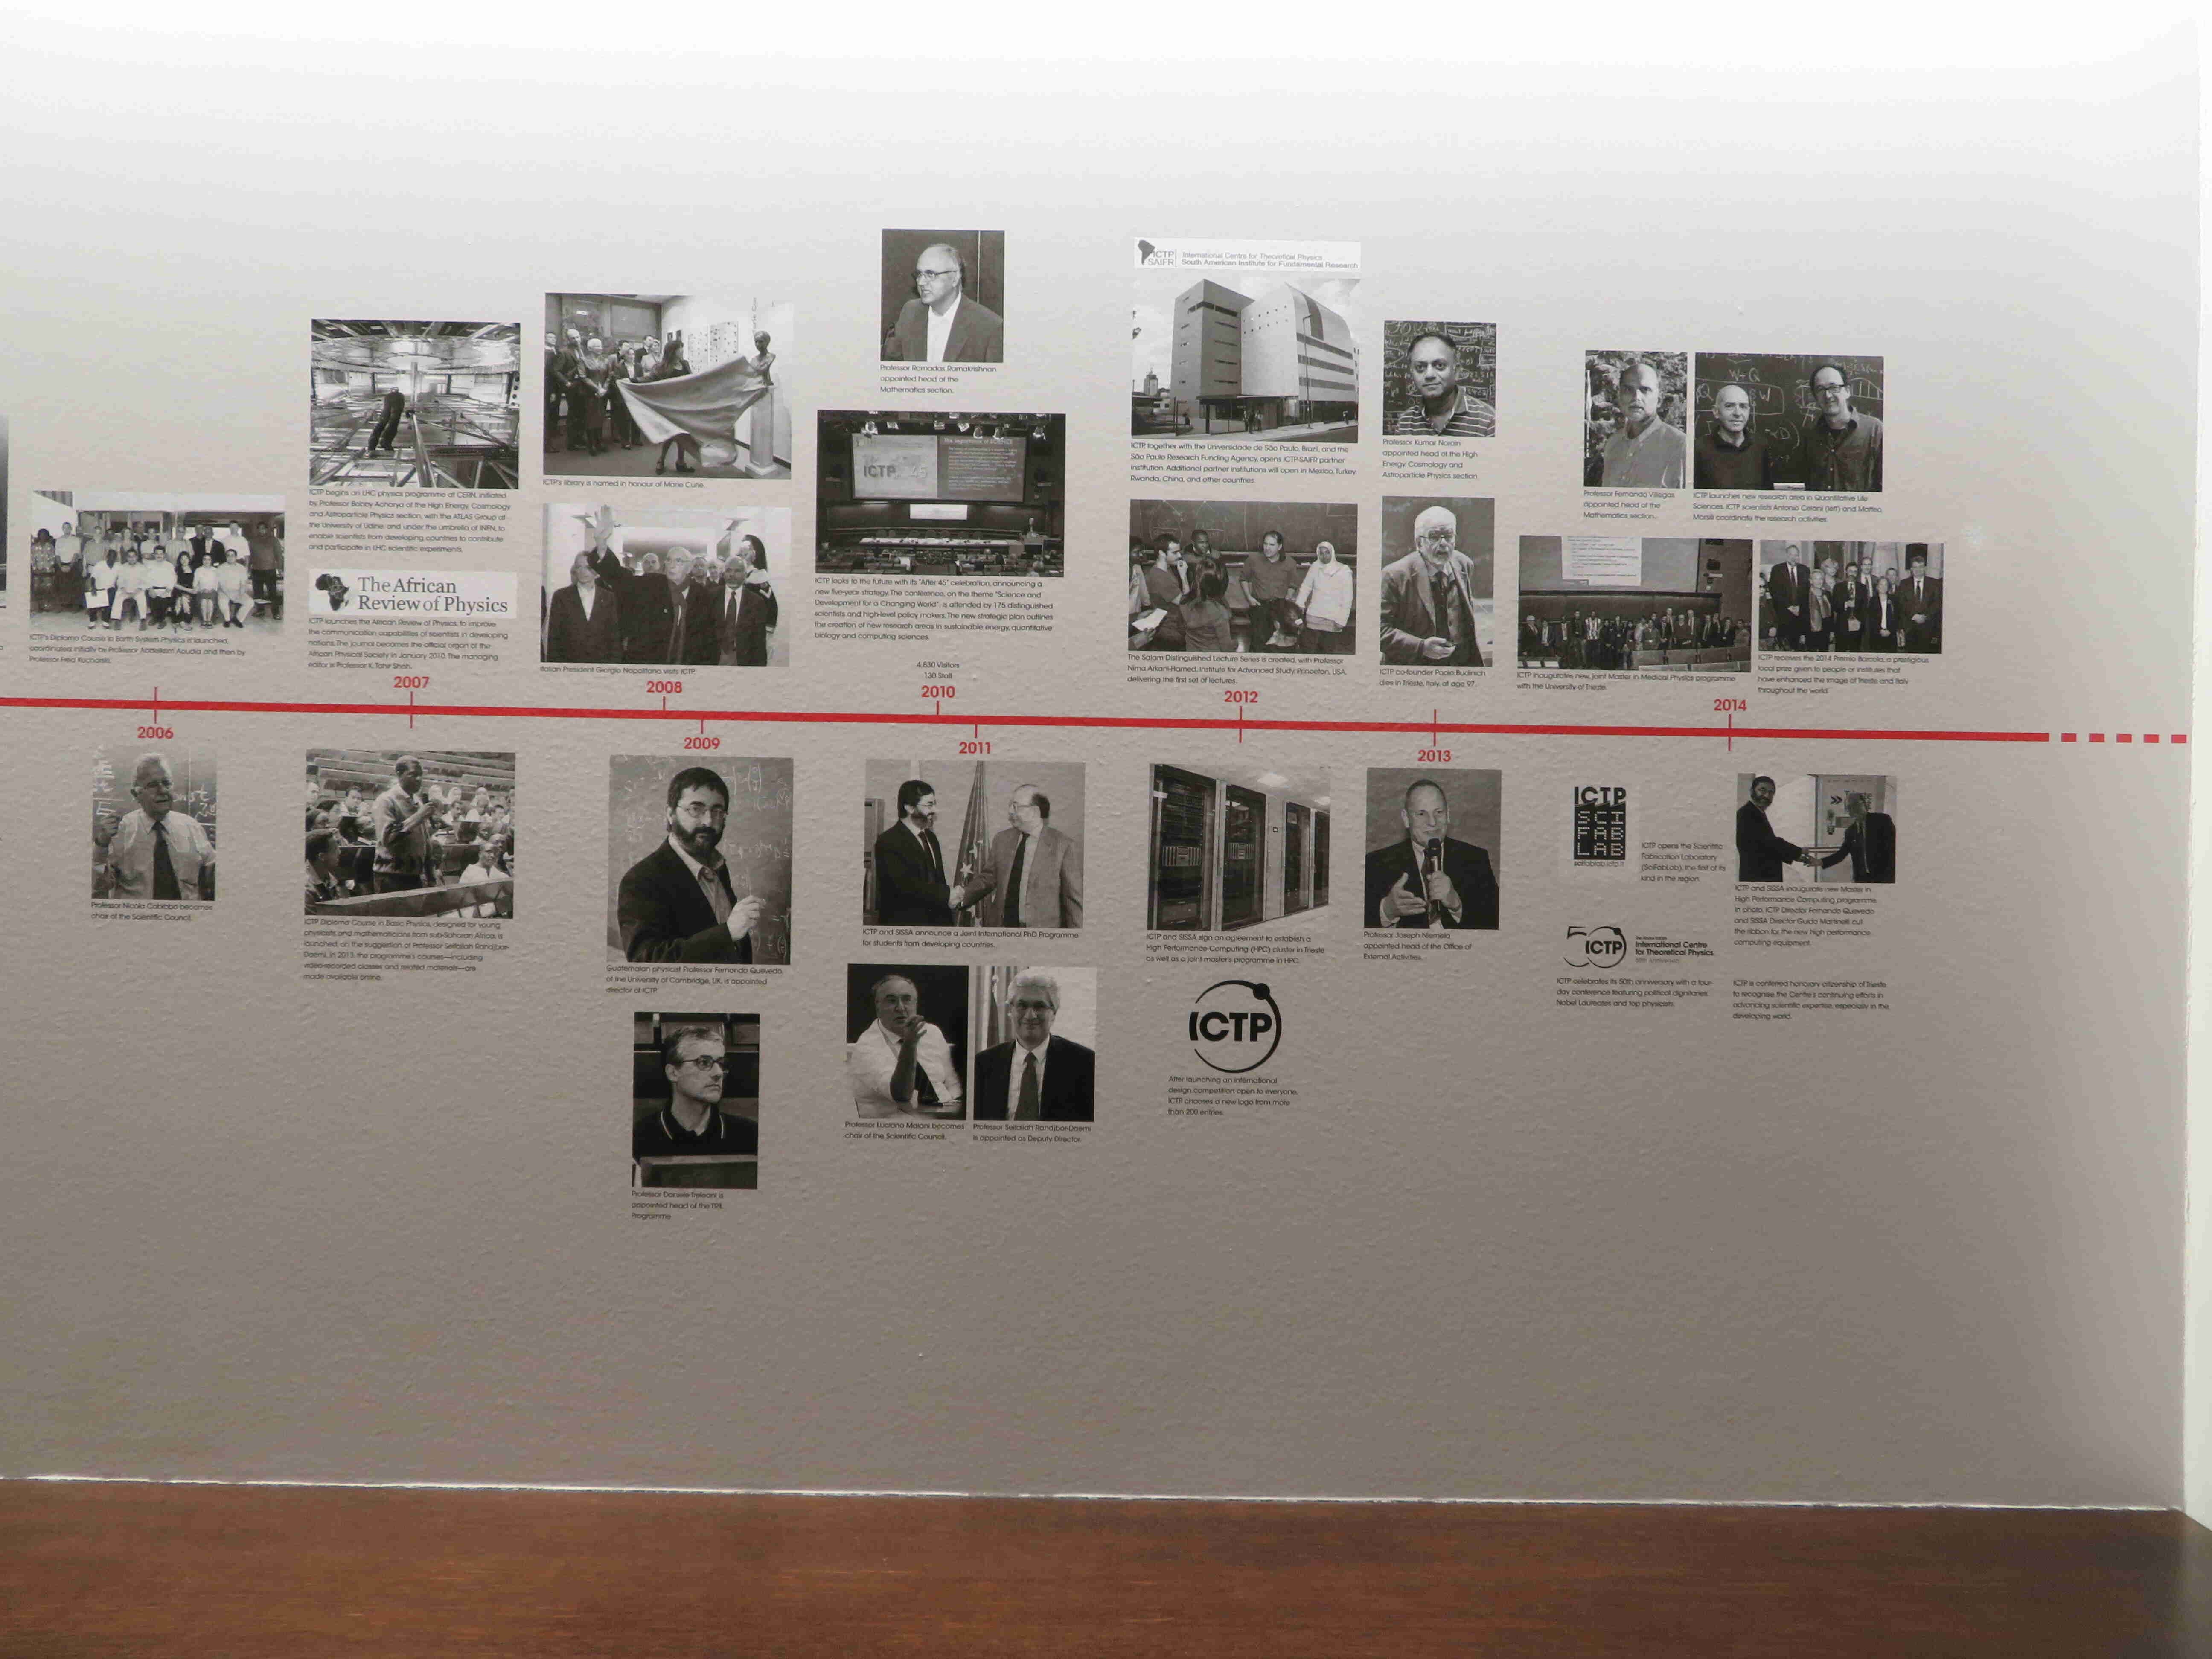 ICTP's Diploma Course in Earth System Physics is launched,
coordinated initially by Professor
and then by
Professor Fred Kucharski.
2006
Professor Nicola Cabibbo becomes
chair of the Scientific Council.
ICTP begins an LHC physics programme at CERN, initiated
by Professor Bobby Acharya of the High Energy, Cosmology
and Astroparticle Physics section, with the ATLAS Group of
the University of Udine and under the umbrella of INFN, to
enable scientists from developing countries to contribute
and participate in LHC scientific experiments.
The African
Review of Physics
ICTP launches the African Review of Physics, to improve
the communication capabilities of scientists in developing
nations. The journal becomes the official organ of the
African Physical Society in January 2010. The managing
editor is Professor K. Tahir Shah.
2007
ICTP Diploma Course in Basic Physics, designed for young
physicists and mathematicians from sub-Saharan Africa, is
launched, on the suggestion of Professor Seifallah Randjbar-
Daemi. In 2013, the programme's courses—including
video-recorded classes and related materials—are
made available online.
ICTP's library is named in honour of Marie Curie.
Italian President Giorgio Napolitano visits ICTP.
2008
2009
Guatemalan physicist Professor Fernando Quevedo
of the University of Cambridge, UK, is appointed
director of ICTP.
Professor Daniele Treleani is
appointed head of the TRIL
Programme.
Professor Ramadas Ramakrishnan
appointed head of the
Mathematics section.
ICTP 45
ICTP looks to the future with its "After 45" celebration, announcing a
new five-year strategy. The conference, on the theme "Science and
Development for a Changing World", is attended by 175 distinguished
scientists and high-level policy makers. The new strategic plan outlines
the creation of new research areas in sustainable energy, quantitative
biology and computing sciences.
4,630 Visitors
130 Staff
2010
2011
ICTP and SISSA announce a Joint International PhD Programme
for students from developing countries.
Professor Luciano Maiani becomes
chair of the Scientific Council.
Professor Seifallah Randjbar-Daemi
is appointed as Deputy Director.
ICTP
SAIFR
International Centre for Theoretical Physics
South American Institute for Fundamental Research
ICTP, together with the Universidade de São Paulo, Brazil, and the
São Paulo Research Funding Agency, opens ICTP-SAIFR partner
institution. Additional partner institutions will open in Mexico, Turkey,
Rwanda, China, and other countries.
The Salam Distinguished Lecture Series is created, with Professor
Nima Arkani-Hamed, Institute for Advanced Study, Princeton, USA,
delivering the first set of lectures.
2012
ICTP and SISSA sign an agreement to establish a
High Performance Computing (HPC) cluster in Trieste
as well as a joint master's programme in HPC.
ICTP
After launching an international
design competition open to everyone,
ICTP chooses a new logo from more
than 200 entries.
Professor Kumar Narain
appointed head of the High
Energy, Cosmology and
Astroparticle Physics section.
ICTP co-founder Paolo Budinich
dies in Trieste, Italy, at age 97.
2013
Professor Joseph Niemela
appointed head of the Office of
External Activities.
Professor Fernando Villegas
appointed head of the
Mathematics section.
ICTP launches new research area in Quantitative Life
Sciences. ICTP scientists Antonio Celani (left) and Matteo
Marsili coordinate the research activities.
ICTP inaugurates new, joint Master in Medical Physics programme
with the University of Trieste.
ICTP receives the 2014 Premio Barcola, a prestigious
local prize given to people or institutes that
have enhanced the image of Trieste and Italy
throughout the world.
2014
ICTP
SCI
FAB
LAB
scifablab.ictp.it
ICTP opens the Scientific
Fabrication Laboratory
(SciFabLab), the first of its
kind in the region.
50 ICTP
International Centre
for Theoretical Physics
ICTP celebrates its 50th anniversary with a four-
day conference featuring political dignitaries,
Nobel Laureates and top physicists.
ICTP and SISSA inaugurate new Master in
High Performance Computing programme.
In photo, ICTP Director Fernando Quevedo
and SISSA Director Guido Martinelli cut
the ribbon for the new high performance
computing equipment.
ICTP is conferred honorary citizenship of Trieste
to recognise the Centre's continuing efforts in
advancing scientific expertise, especially in the
developing world.